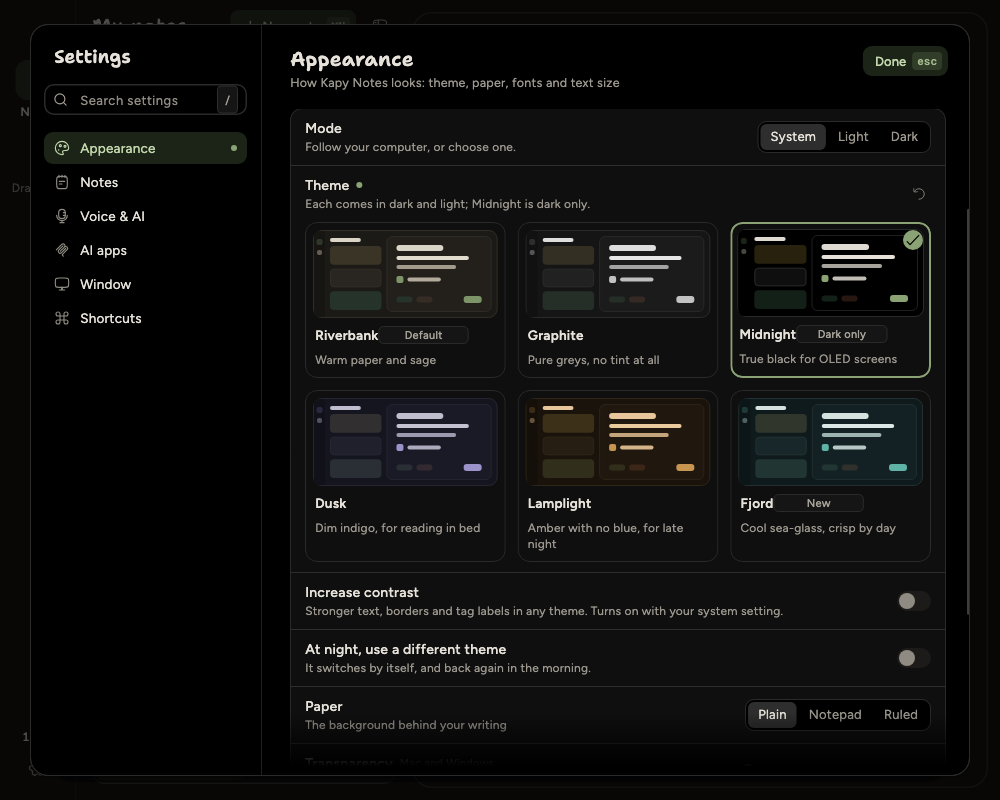 My notes
Settings
Search settings
/
Appearance
Notes
Voice & AI
AI apps
Window
Shortcuts
Appearance
How Kapy Notes looks: theme, paper, fonts and text size
Done esc
Mode
Follow your computer, or choose one.
System Light Dark
Theme
Each comes in dark and light; Midnight is dark only.
Riverbank Default
Warm paper and sage
Graphite
Pure greys, no tint at all
Midnight Dark only
True black for OLED screens
Dusk
Dim indigo, for reading in bed
Lamplight
Amber with no blue, for late
night
Fjord New
Cool sea-glass, crisp by day
Increase contrast
Stronger text, borders and tag labels in any theme. Turns on with your system setting.
At night, use a different theme
It switches by itself, and back again in the morning.
Paper
The background behind your writing
Plain Notepad Ruled
Transparency Mac and Windows